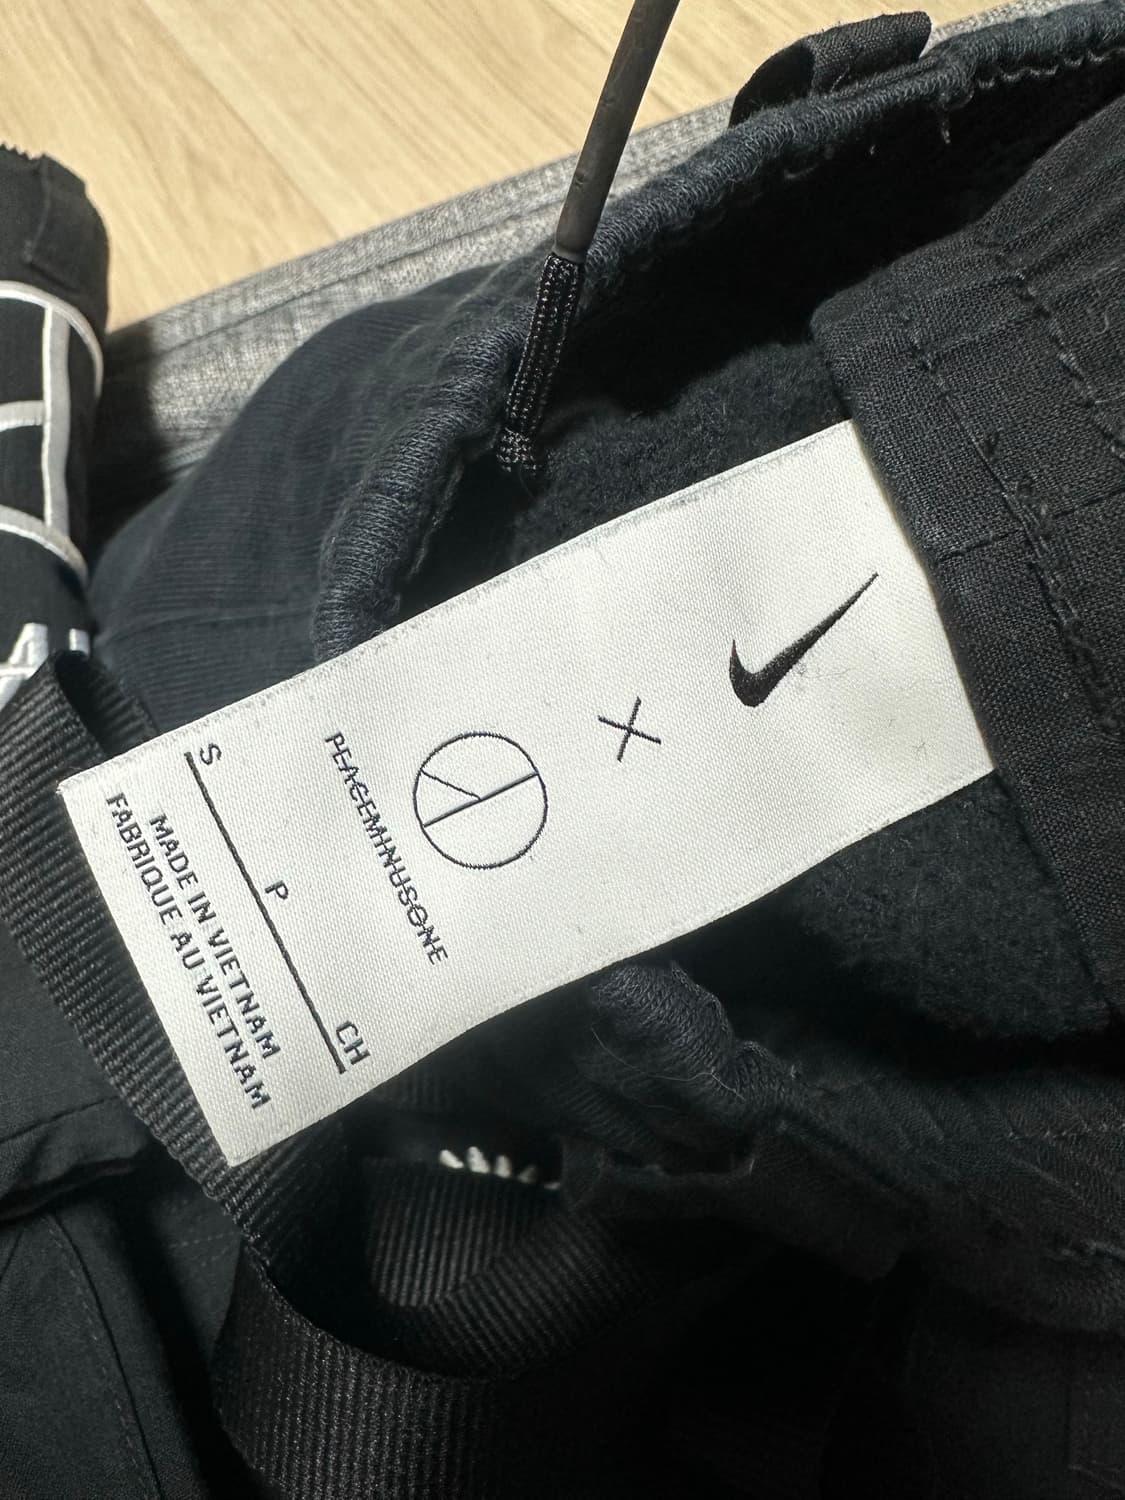 X
PEACEMINUSONE
S P CH
MADE IN VIETNAM
FABRIQUE AU VIETNAM